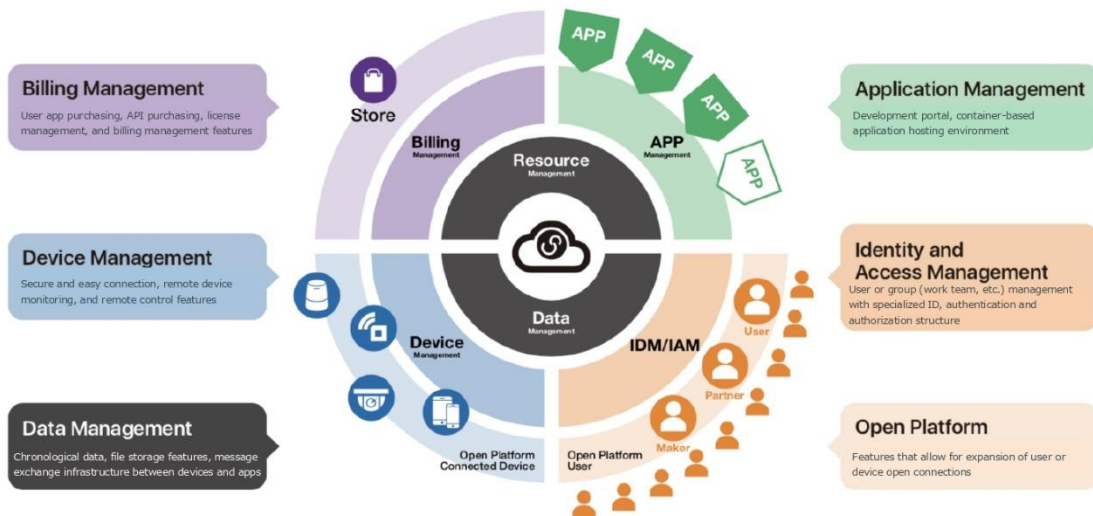 Billing Management
User app purchasing, API purchasing, license
management, and billing management features
Device Management
Secure and easy connection, remote device
monitoring, and remote control features
Data Management
Chronological data, file storage features, message
exchange infrastructure between devices and apps
Store
Billing
Management
APP
APP
APP
APP
APP
Management
Resource
Management
Data
Management
Device
Management
IDM/IAM
User
Partner
Maker
Open Platform
Connected Device
Open Platform
User
Application Management
Development portal, container-based
application hosting environment
Identity and
Access Management
User or group (work team, etc.) management
with specialized ID, authentication and
authorization structure
Open Platform
Features that allow for expansion of user or
device open connections